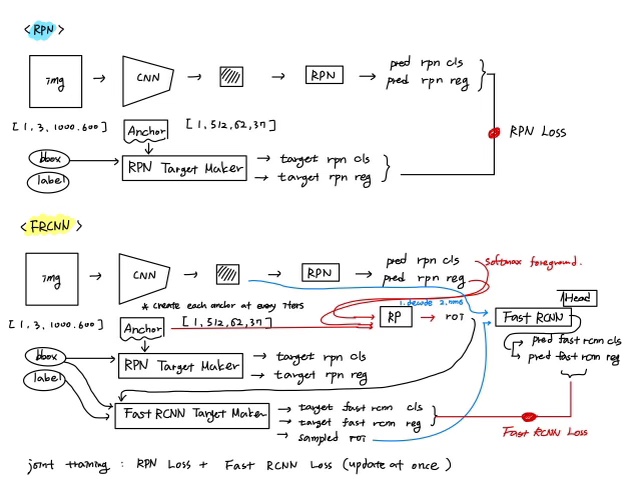 <RPN>
img → CNN → → RPN → pred rpn cls
pred rpn reg
[1, 3, 1000.600]
[1, 512, 62, 37]
RPN Loss
Anchor
bbox
label
RPN Target Maker → target rpn cls
→ target rpn reg
<FRCNN>
img → CNN → → RPN → pred rpn cls
pred rpn reg
softmax foreground.
* create each anchor at every iters
1. decode 2. nms
Head
[1, 3, 1000.600]
Anchor
[1, 512, 62, 37]
RP → roi
Fast RCNN
pred fast rcnn cls
pred fast rcnn reg
bbox
label
RPN Target Maker → target rpn cls
→ target rpn reg
Fast RCNN Target Maker → target fast rcnn cls
→ target fast rcnn reg
→ sampled roi
Fast RCNN Loss
joint training : RPN Loss + Fast RCNN Loss (update at once)